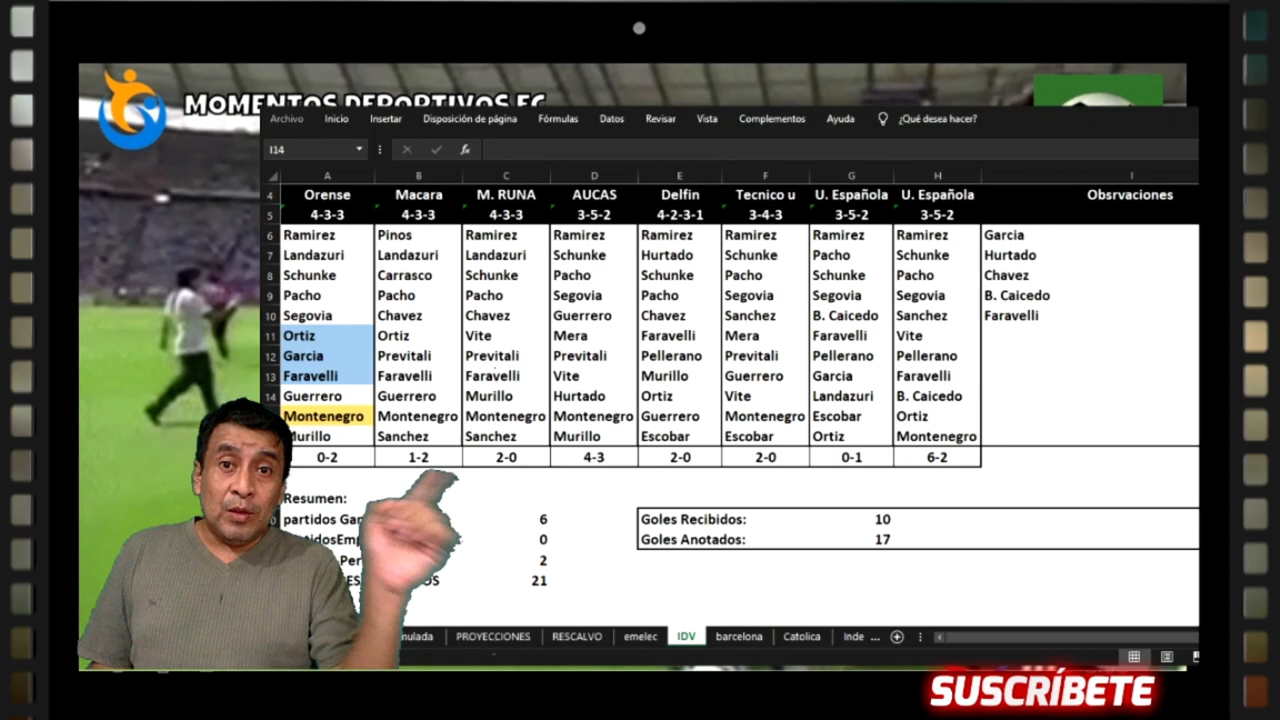 MOMENTOS DEPORTIVOS EC
Archivo Inicio Insertar Disposición de página Fórmulas Datos Revisar Vista Complementos Ayuda ¿Qué desea hacer?
I14 fx
A B C D E F G H I
4 Orense Macara M. RUNA AUCAS Delfin Tecnico u U. Española U. Española Obsrvaciones
5 4-3-3 4-3-3 4-3-3 3-5-2 4-2-3-1 3-4-3 3-5-2 3-5-2
6 Ramirez Pinos Ramirez Ramirez Ramirez Ramirez Ramirez Ramirez Garcia
7 Landazuri Landazuri Landazuri Schunke Hurtado Schunke Pacho Schunke Hurtado
8 Schunke Carrasco Schunke Pacho Schunke Pacho Schunke Pacho Chavez
9 Pacho Pacho Pacho Segovia Pacho Segovia Segovia Segovia B. Caicedo
10 Segovia Chavez Chavez Guerrero Chavez Sanchez B. Caicedo Sanchez Faravelli
11 Ortiz Ortiz Vite Mera Faravelli Mera Faravelli Vite
12 Garcia Previtali Previtali Previtali Pellerano Previtali Pellerano Pellerano
13 Faravelli Faravelli Faravelli Vite Murillo Guerrero Garcia Faravelli
14 Guerrero Guerrero Murillo Hurtado Ortiz Vite Landazuri B. Caicedo
Montenegro Montenegro Montenegro Montenegro Guerrero Montenegro Escobar Ortiz
Murillo Sanchez Sanchez Murillo Escobar Escobar Ortiz Montenegro
0-2 1-2 2-0 4-3 2-0 2-0 0-1 6-2
Resumen:
partidos Gan 6 Goles Recibidos: 10
rtidosEmp 0 Goles Anotados: 17
Per 2
ES OS 21
mulada PROYECCIONES RESCALVO emelec IDV barcelona Catolica Inde ...
SUSCRÍBETE